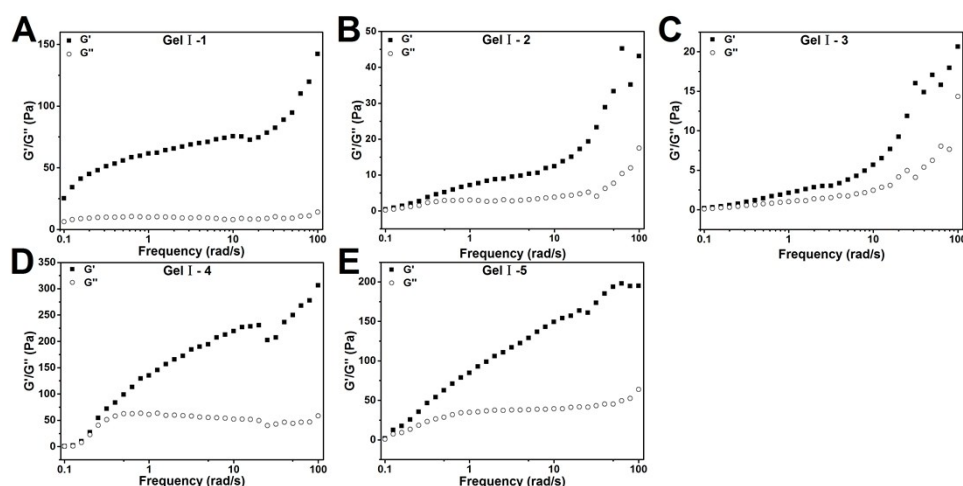 A
Gel I -1
G'
G''
G'/G'' (Pa)
150
100
50
0
0.1
1
10
100
Frequency (rad/s)
B
Gel I - 2
G'
G''
G'/G'' (Pa)
50
40
30
20
10
0
0.1
1
10
100
Frequency (rad/s)
C
Gel I - 3
G'
G''
G'/G'' (Pa)
20
15
10
5
0
0.1
1
10
100
Frequency (rad/s)
D
Gel I - 4
G'
G''
G'/G'' (Pa)
350
300
250
200
150
100
50
0
0.1
1
10
100
Frequency (rad/s)
E
Gel I -5
G'
G''
G'/G'' (Pa)
200
150
100
50
0
0.1
1
10
100
Frequency (rad/s)